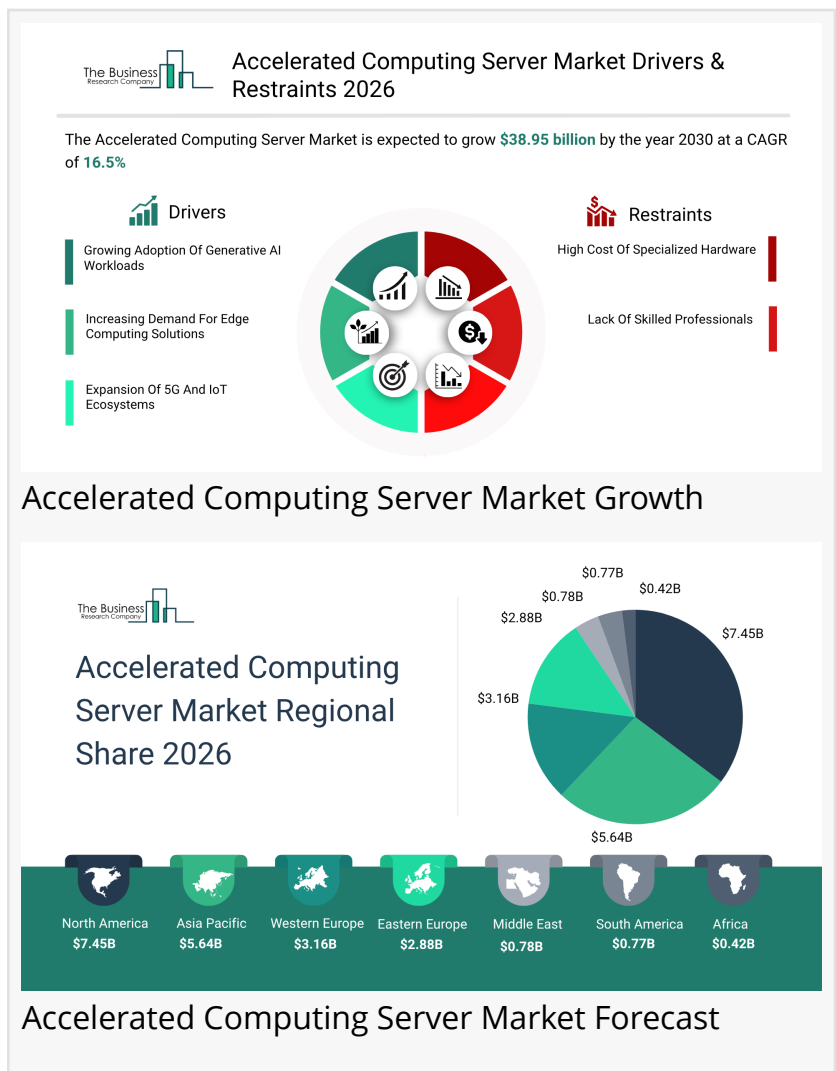 The Business
Research Company
Accelerated Computing Server Market Drivers &
Restraints 2026
The Accelerated Computing Server Market is expected to grow $38.95 billion by the year 2030 at a CAGR
of 16.5%
Drivers
Growing Adoption Of Generative AI
Workloads
Increasing Demand For Edge
Computing Solutions
Expansion Of 5G And IoT
Ecosystems
$
$
Restraints
High Cost Of Specialized Hardware
Lack Of Skilled Professionals
Accelerated Computing Server Market Growth
The Business
Research Company
Accelerated Computing
Server Market Regional
Share 2026
$0.77B
$0.42B
$0.78B
$2.88B
$7.45B
$3.16B
$5.64B
North America
$7.45B
Asia Pacific
$5.64B
Western Europe
$3.16B
Eastern Europe
$2.88B
Middle East
$0.78B
South America
$0.77B
Africa
$0.42B
Accelerated Computing Server Market Forecast